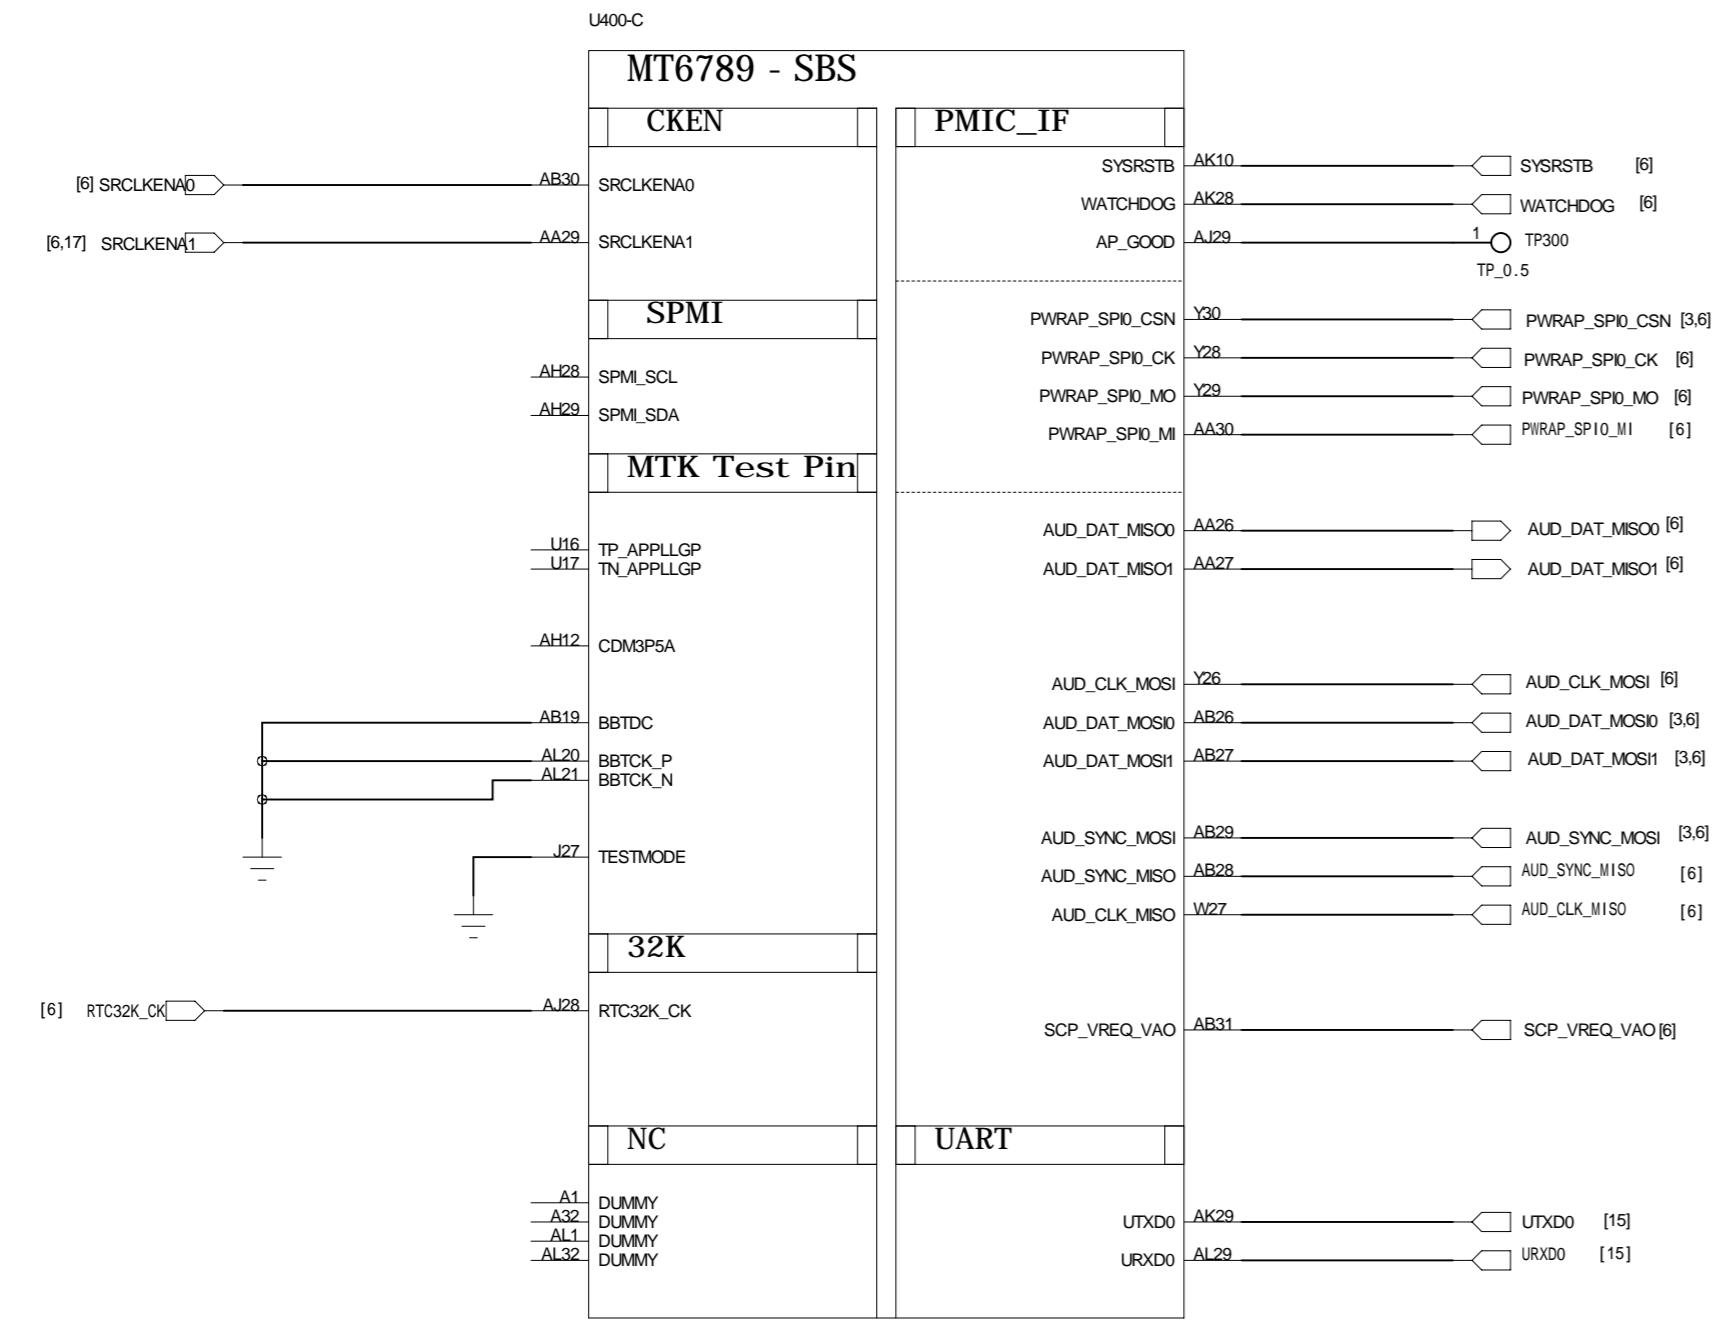 U400-C
MT6789 - SBS
CKEN
PMIC_IF
[6] SRCLKENA0 AB30 SRCLKENA0
[6,17] SRCLKENA1 AA29 SRCLKENA1
SPMI
AH28 SPMI_SCL
AH29 SPMI_SDA
MTK Test Pin
U16 TP_APPLLGP
U17 TN_APPLLGP
AH12 CDM3P5A
AB19 BBTDC
AL20 BBTCK_P
AL21 BBTCK_N
J27 TESTMODE
32K
[6] RTC32K_CK AJ28 RTC32K_CK
NC
A1 DUMMY
A32 DUMMY
AL1 DUMMY
AL32 DUMMY
SYSRSTB AK10 SYSRSTB [6]
WATCHDOG AK28 WATCHDOG [6]
AP_GOOD AJ29 1 TP300
TP_0.5
PWRAP_SPI0_CSN Y30 PWRAP_SPI0_CSN [3,6]
PWRAP_SPI0_CK Y28 PWRAP_SPI0_CK [6]
PWRAP_SPI0_MO Y29 PWRAP_SPI0_MO [6]
PWRAP_SPI0_MI AA30 PWRAP_SPI0_MI [6]
AUD_DAT_MISO0 AA26 AUD_DAT_MISO0 [6]
AUD_DAT_MISO1 AA27 AUD_DAT_MISO1 [6]
AUD_CLK_MOSI Y26 AUD_CLK_MOSI [6]
AUD_DAT_MOSI0 AB26 AUD_DAT_MOSI0 [3,6]
AUD_DAT_MOSI1 AB27 AUD_DAT_MOSI1 [3,6]
AUD_SYNC_MOSI AB29 AUD_SYNC_MOSI [3,6]
AUD_SYNC_MISO AB28 AUD_SYNC_MISO [6]
AUD_CLK_MISO W27 AUD_CLK_MISO [6]
SCP_VREQ_VAO AB31 SCP_VREQ_VAO [6]
UART
UTXD0 AK29 UTXD0 [15]
URXD0 AL29 URXD0 [15]